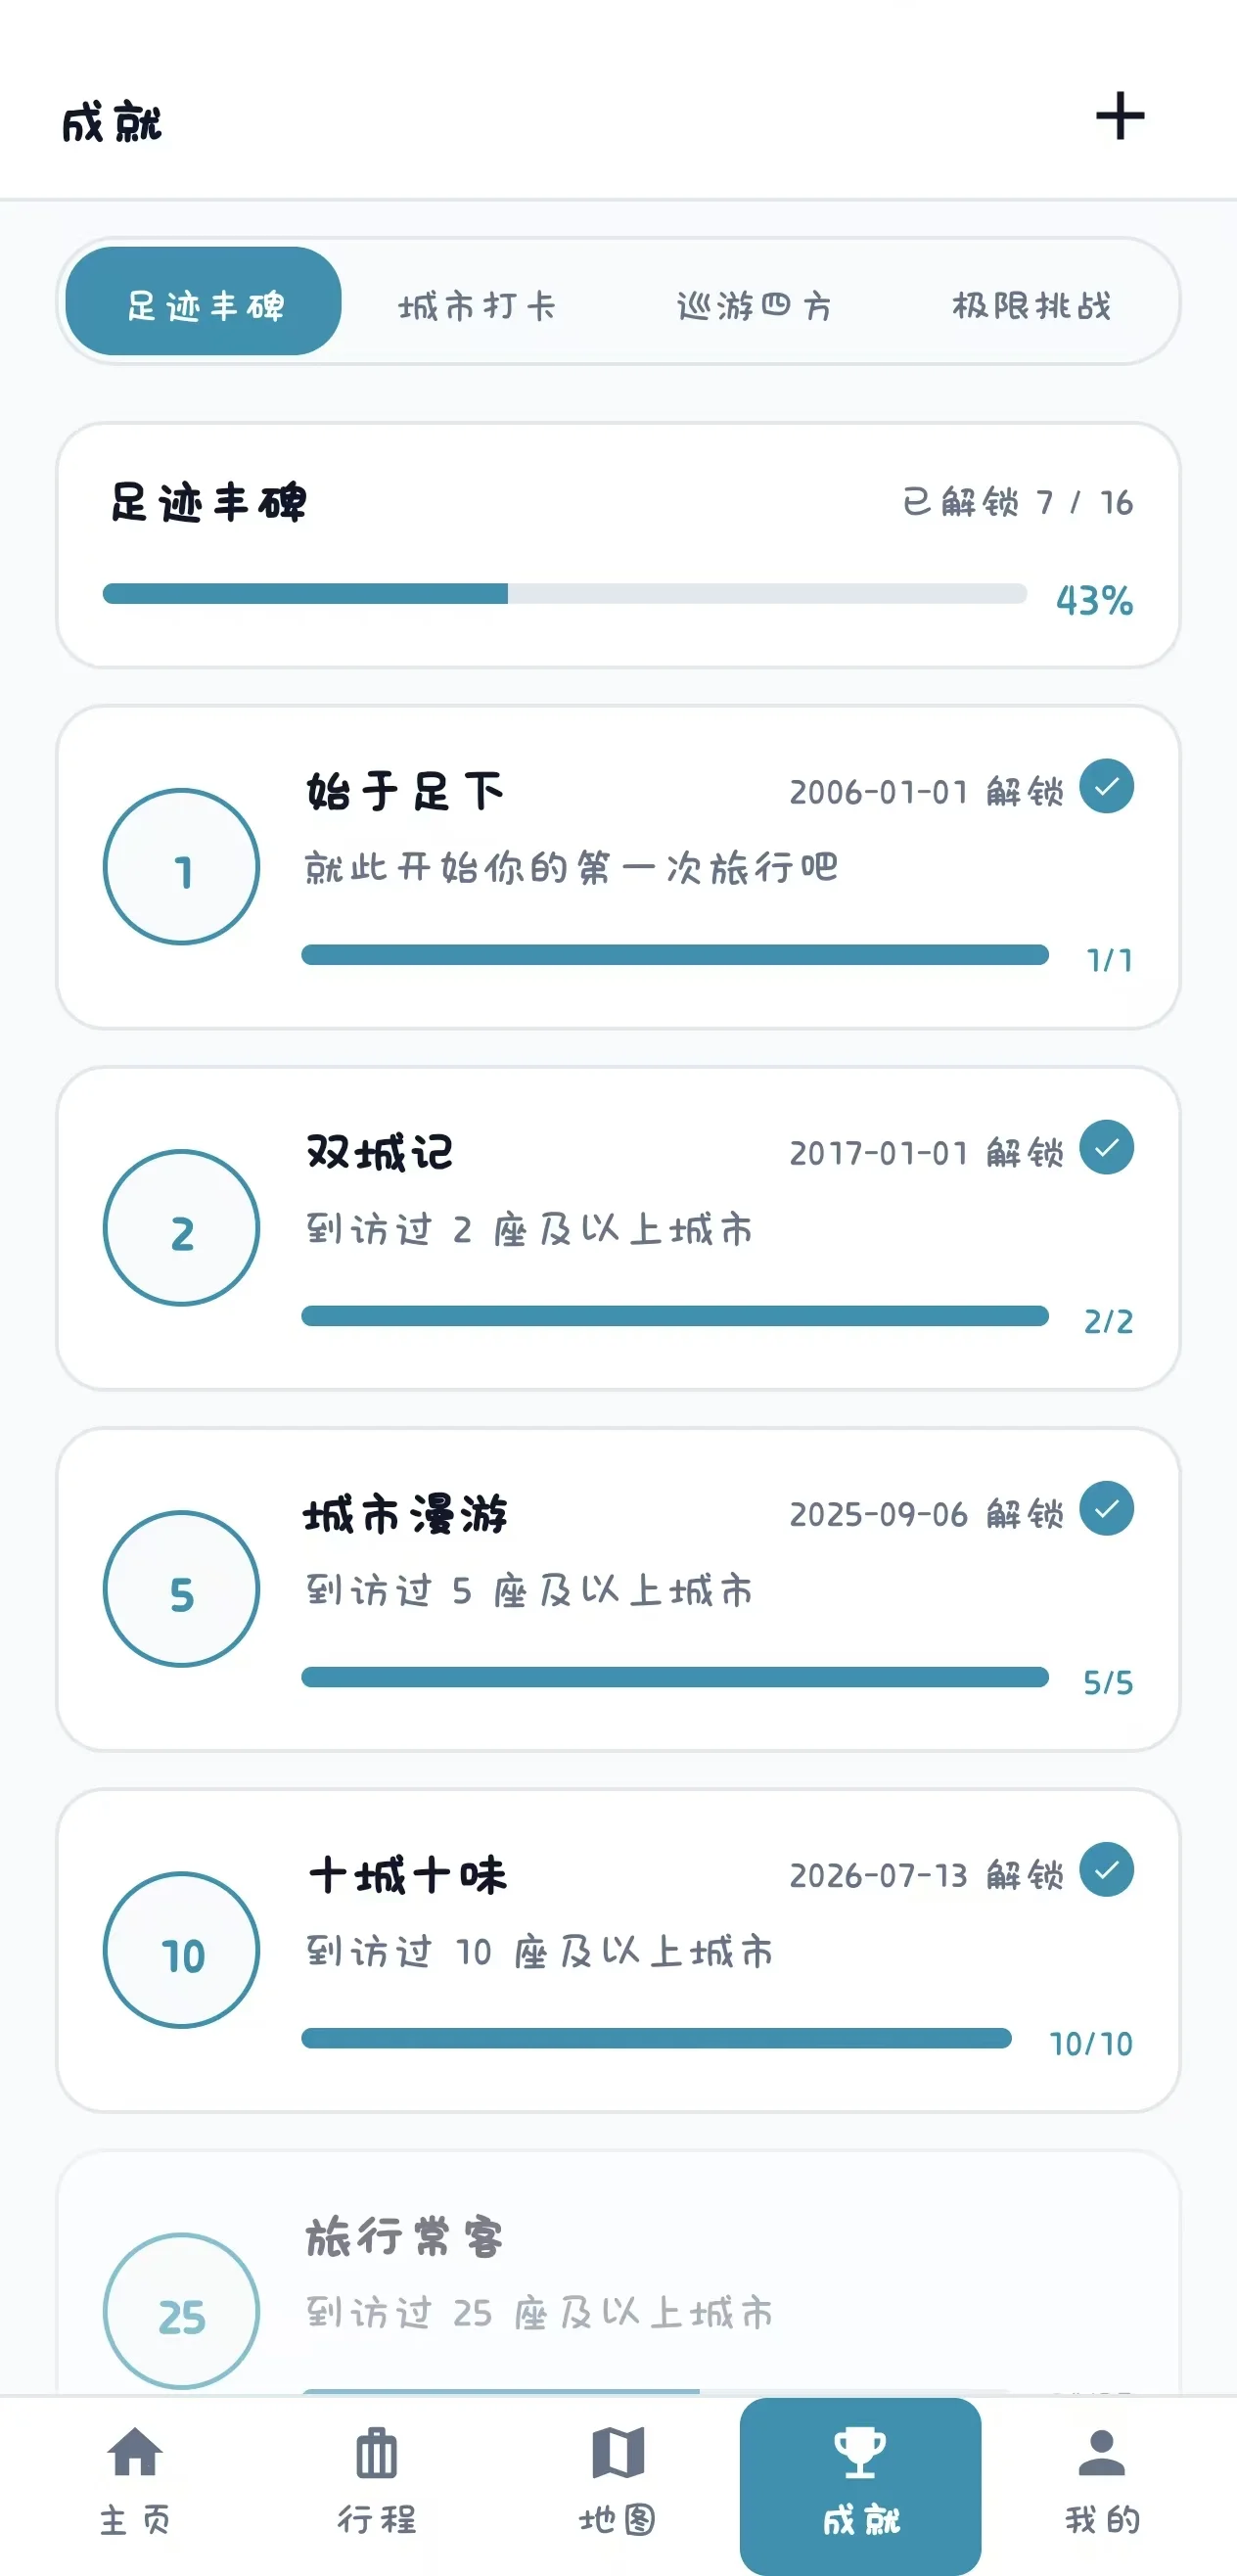 成就
足迹丰碑 城市打卡 巡游四方 极限挑战
足迹丰碑 已解锁 7 / 16
43%
始于足下 2006-01-01 解锁
1 就此开始你的第一次旅行吧
1/1
双城记 2017-01-01 解锁
2 到访过 2 座及以上城市
2/2
城市漫游 2025-09-06 解锁
5 到访过 5 座及以上城市
5/5
十城十味 2026-07-13 解锁
10 到访过 10 座及以上城市
10/10
旅行常客
25 到访过 25 座及以上城市
主页 行程 地图 成就 我的